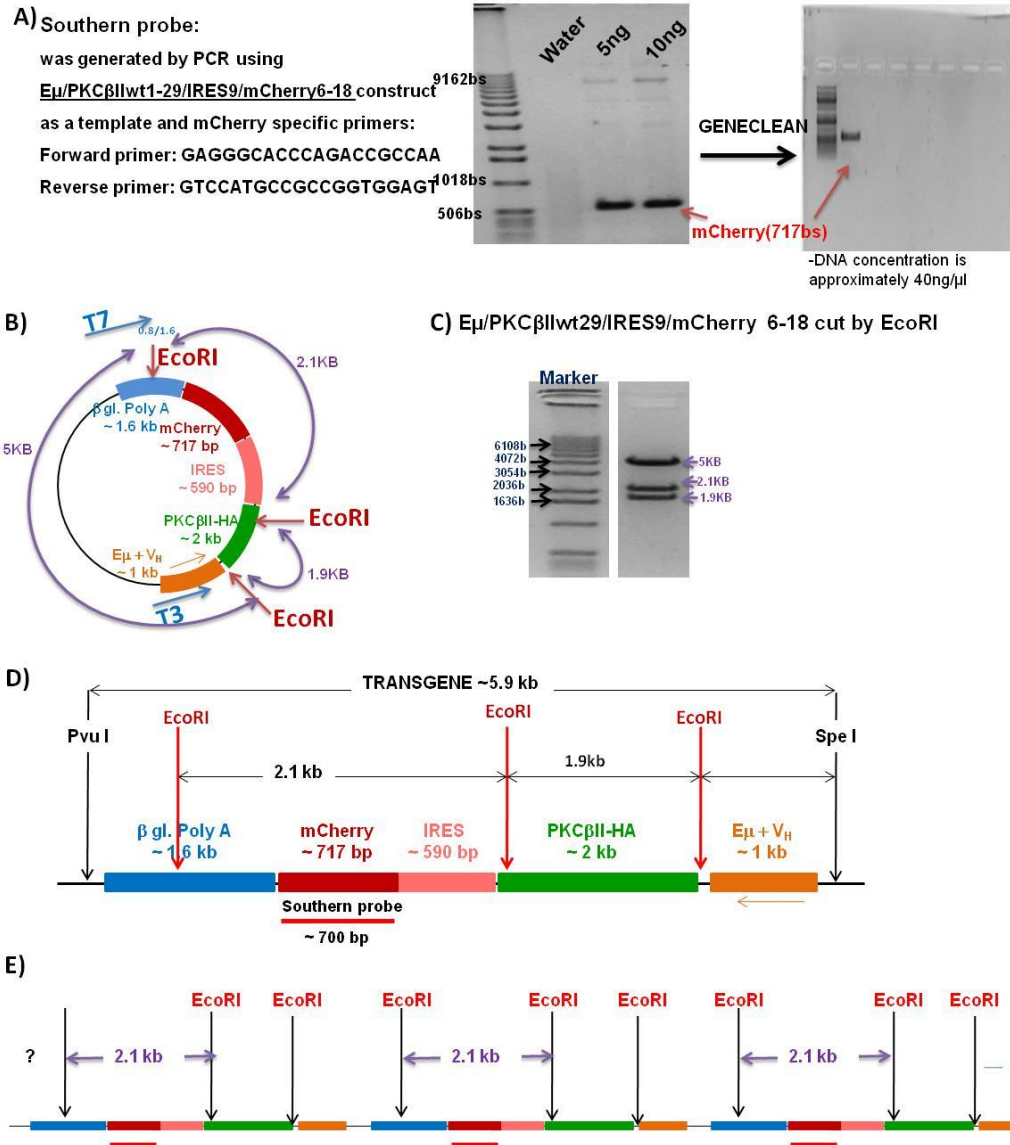 A) Southern probe:
was generated by PCR using
Eµ/PKCβIIwt1-29/IRES9/mCherry6-18 construct
as a template and mCherry specific primers:
Forward primer: GAGGGCACCCAGACCGCCAA
Reverse primer: GTCCATGCCGCCGGTGGAGT
Water
5ng
10ng
9162bs
1018bs
506bs
GENECLEAN
mCherry(717bs)
-DNA concentration is
approximately 40ng/µl
B)
T7
0.8/1.6
EcoRI
2.1KB
β gl. Poly A
~ 1.6 kb
mCherry
~ 717 bp
5KB
IRES
~ 590 bp
PKCβII-HA
~ 2 kb
EcoRI
Eµ + VH
~ 1 kb
1.9KB
T3
EcoRI
C) Eµ/PKCβIIwt29/IRES9/mCherry 6-18 cut by EcoRI
Marker
6108b
4072b
3054b
2036b
1636b
5KB
2.1KB
1.9KB
D)
TRANSGENE ~5.9 kb
EcoRI
EcoRI
EcoRI
Pvu I
Spe I
2.1 kb
1.9kb
β gl. Poly A
~ 1.6 kb
mCherry
~ 717 bp
IRES
~ 590 bp
PKCβII-HA
~ 2 kb
Eµ + VH
~ 1 kb
Southern probe
~ 700 bp
E)
EcoRI EcoRI EcoRI EcoRI EcoRI EcoRI EcoRI EcoRI
? 2.1 kb 2.1 kb 2.1 kb